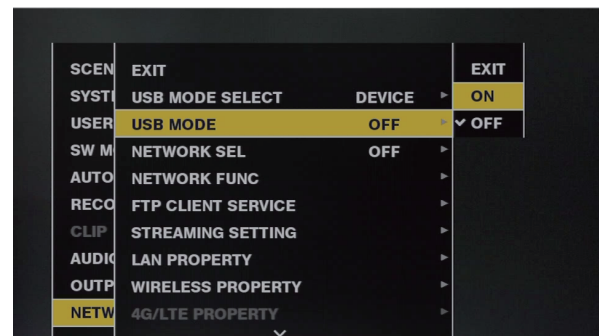 SCEN EXIT EXIT
SYST USB MODE SELECT DEVICE ON
USER USB MODE OFF OFF
SW M NETWORK SEL OFF
AUTO NETWORK FUNC
RECO FTP CLIENT SERVICE
CLIP STREAMING SETTING
AUDI LAN PROPERTY
OUTP WIRELESS PROPERTY
NETW 4G/LTE PROPERTY